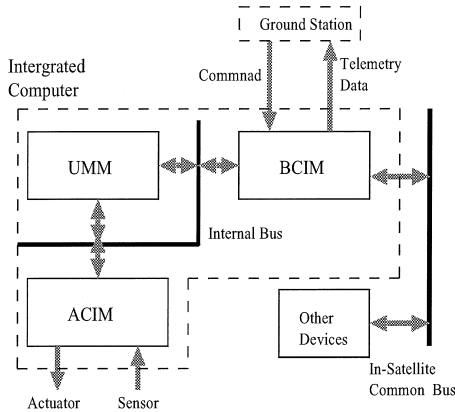 Ground Station
Commnad
Telemetry
Data
Intergrated
Computer
UMM
BCIM
Internal Bus
ACIM
Other
Devices
Actuator
Sensor
In-Satellite
Common Bus